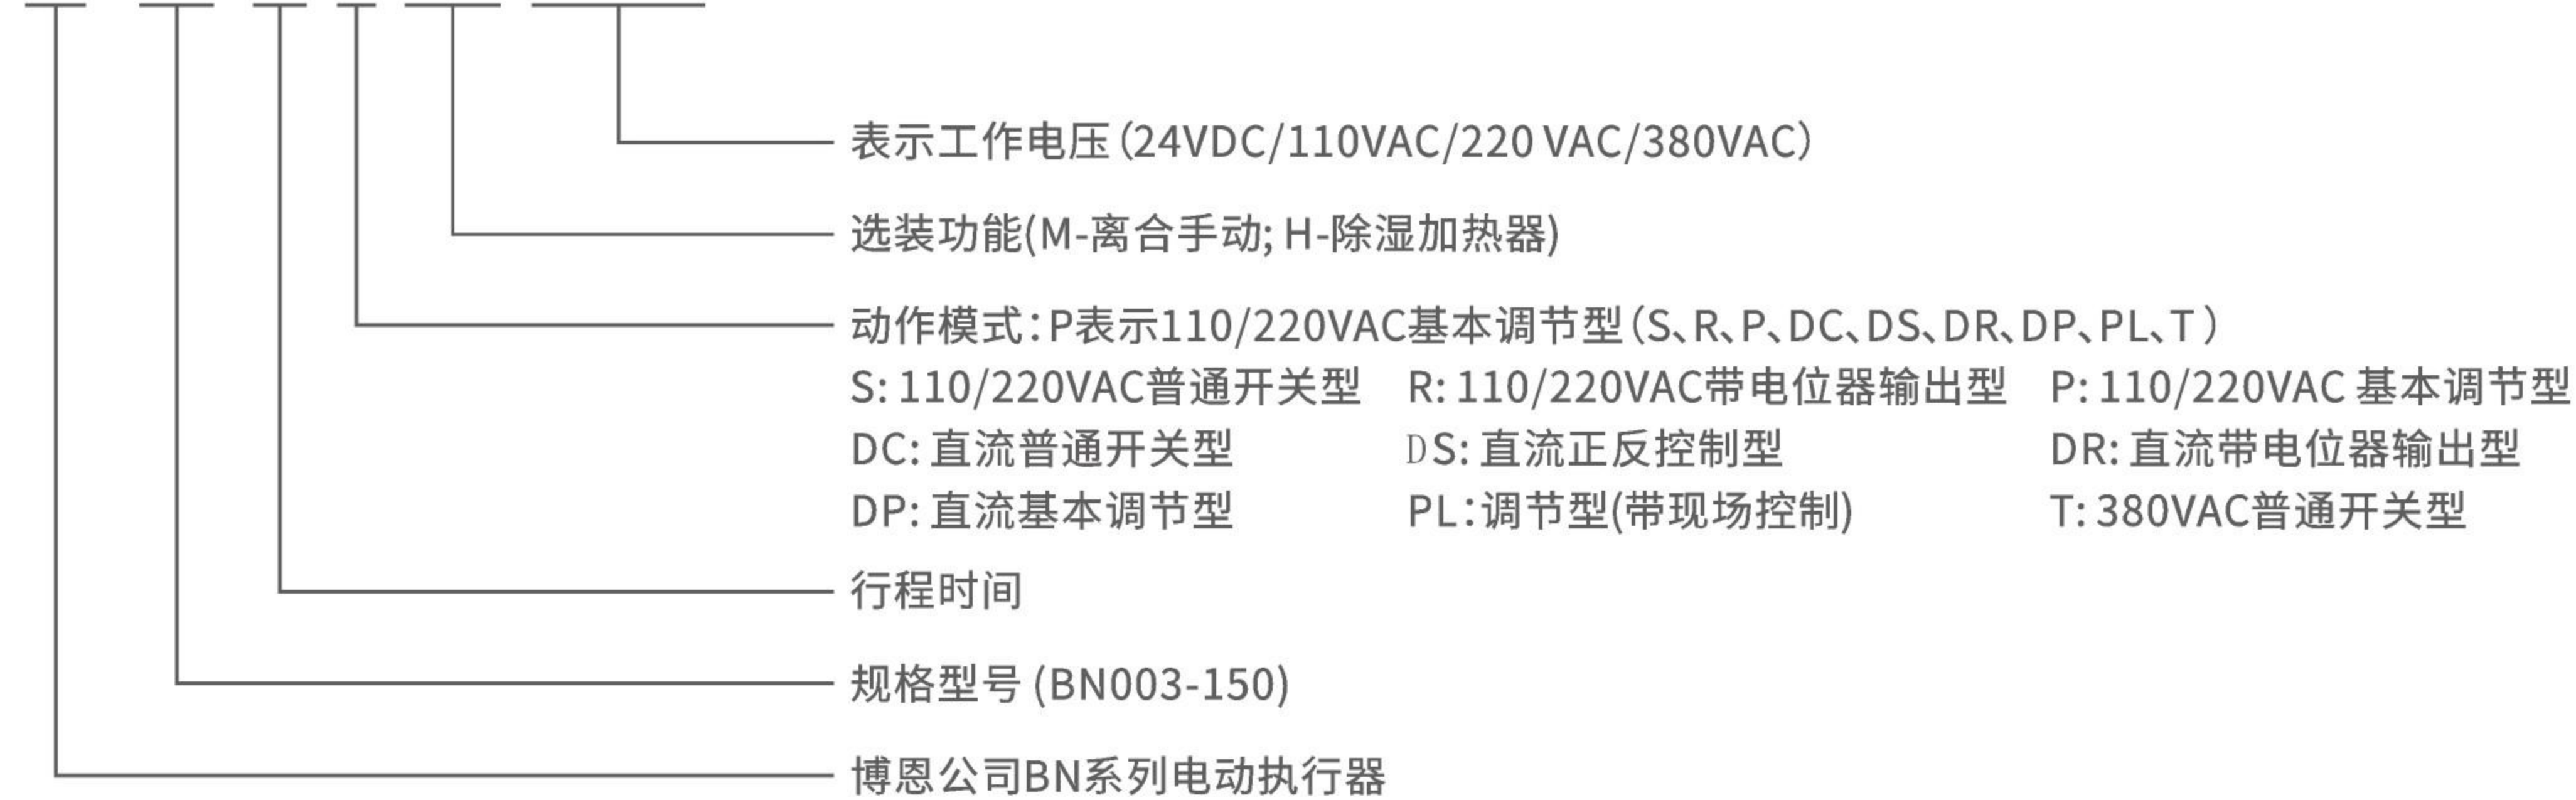 表示工作电压(24VDC/110VAC/220 VAC/380VAC)
选装功能(M-离合手动; H-除湿加热器)
动作模式:P表示110/220VAC基本调节型(S、R、P、DC、DS、DR、DP、PL、T )
S: 110/220VAC普通开关型 R: 110/220VAC带电位器输出型 P: 110/220VAC 基本调节型
DC: 直流普通开关型 DS: 直流正反控制型 DR: 直流带电位器输出型
DP: 直流基本调节型 PL:调节型(带现场控制) T: 380VAC普通开关型
行程时间
规格型号 (BN003-150)
博恩公司BN系列电动执行器